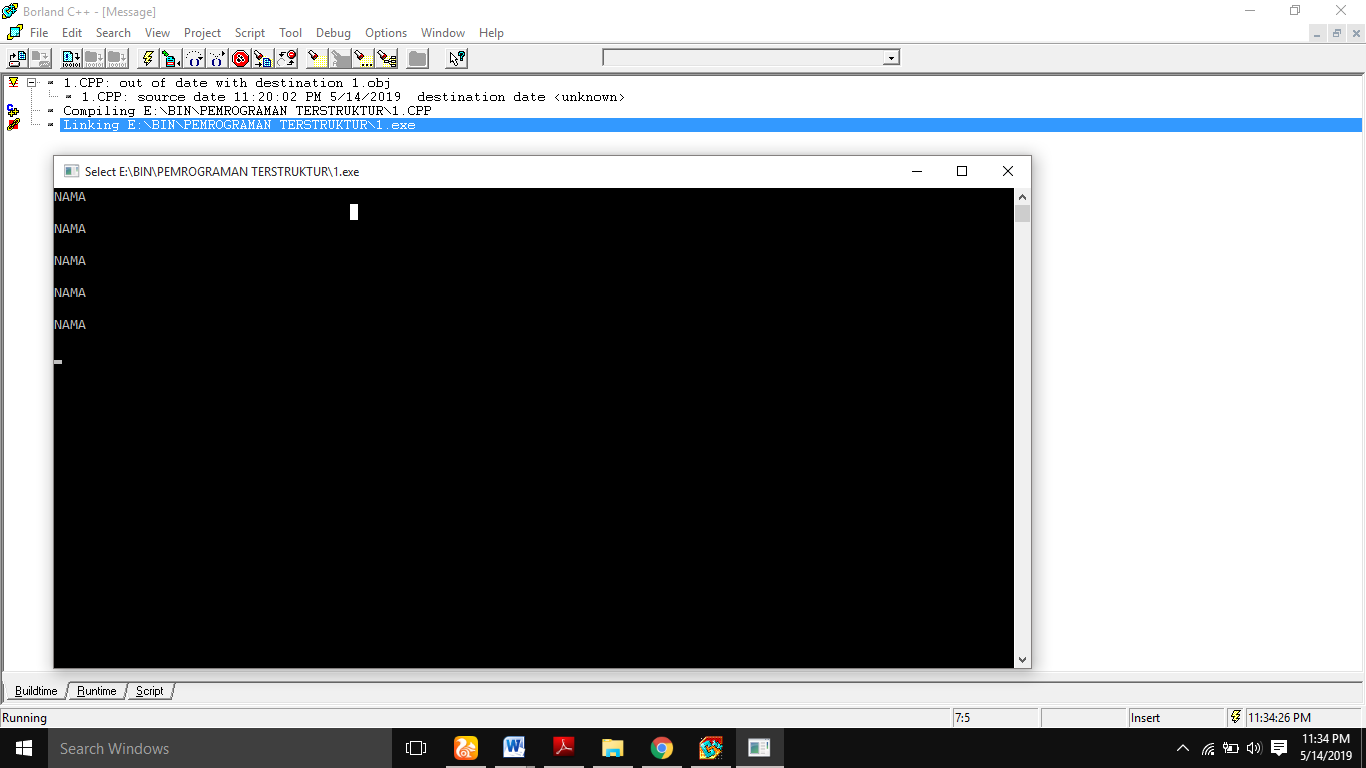 Borland C++ - [Message]
File Edit Search View Project Script Tool Debug Options Window Help
1.CPP: out of date with destination 1.obj
1.CPP: source date 11:20:02 PM 5/14/2019 destination date <unknown>
Compiling E:\BIN\PEMROGRAMAN TERSTRUKTUR\1.CPP
Linking E:\BIN\PEMROGRAMAN TERSTRUKTUR\1.exe
Select E:\BIN\PEMROGRAMAN TERSTRUKTUR\1.exe
NAMA
NAMA
NAMA
NAMA
NAMA
Buildtime Runtime Script
Running 7:5 Insert 11:34:26 PM
Search Windows
11:34 PM
5/14/2019